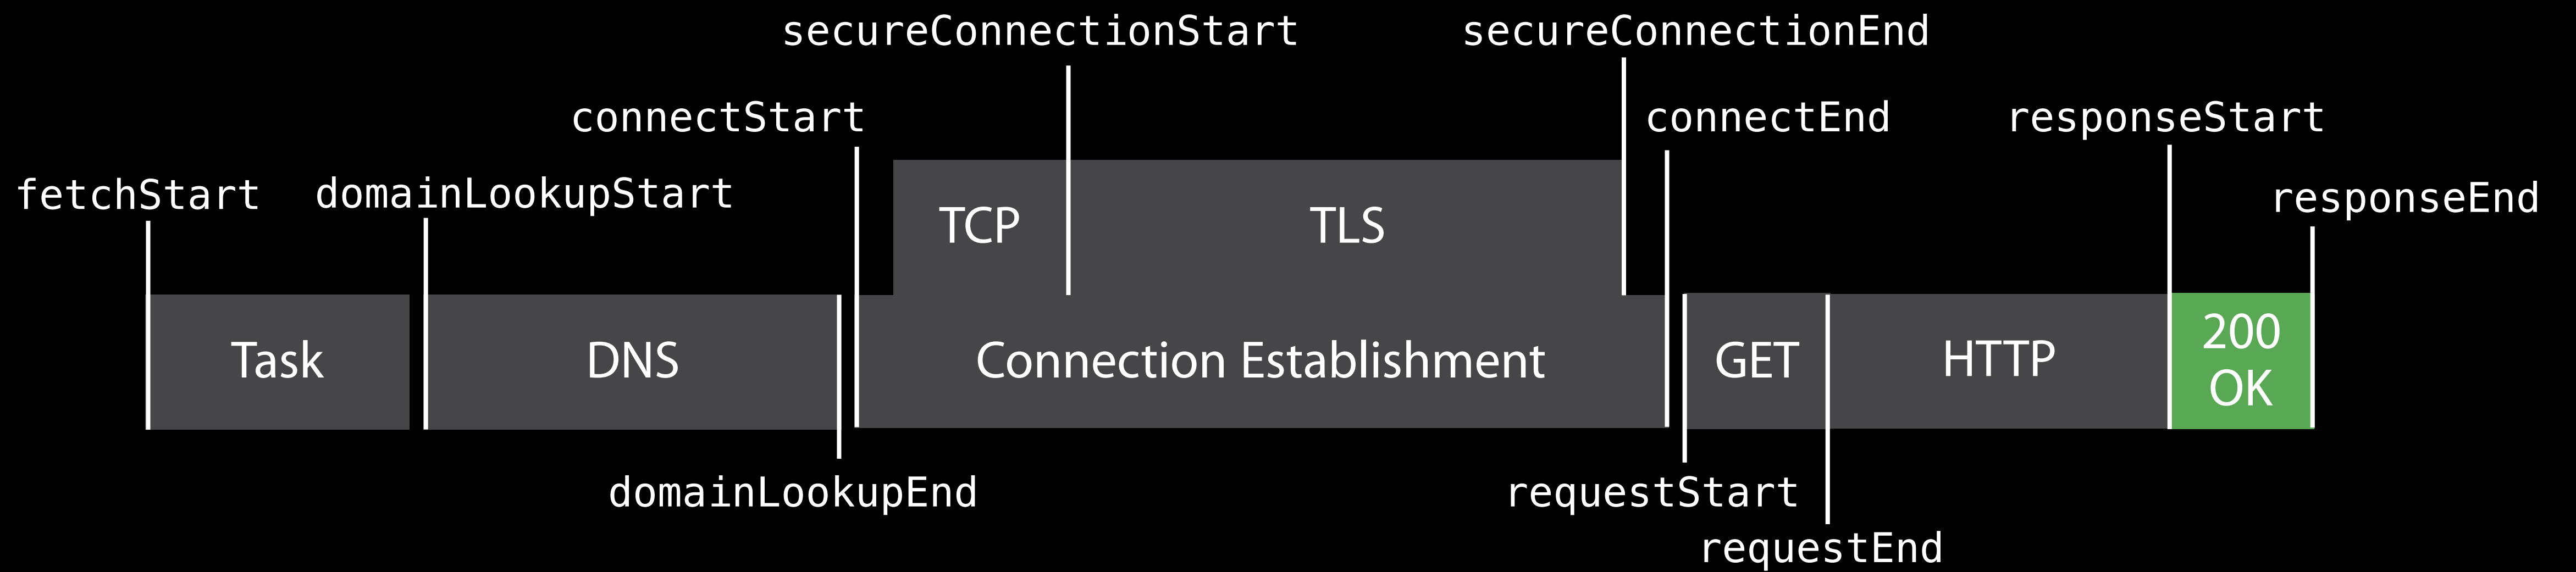 secureConnectionStart
secureConnectionEnd
connectStart
connectEnd
responseStart
fetchStart
domainLookupStart
responseEnd
TCP
TLS
Task
DNS
Connection Establishment
GET
HTTP
200
OK
domainLookupEnd
requestStart
requestEnd